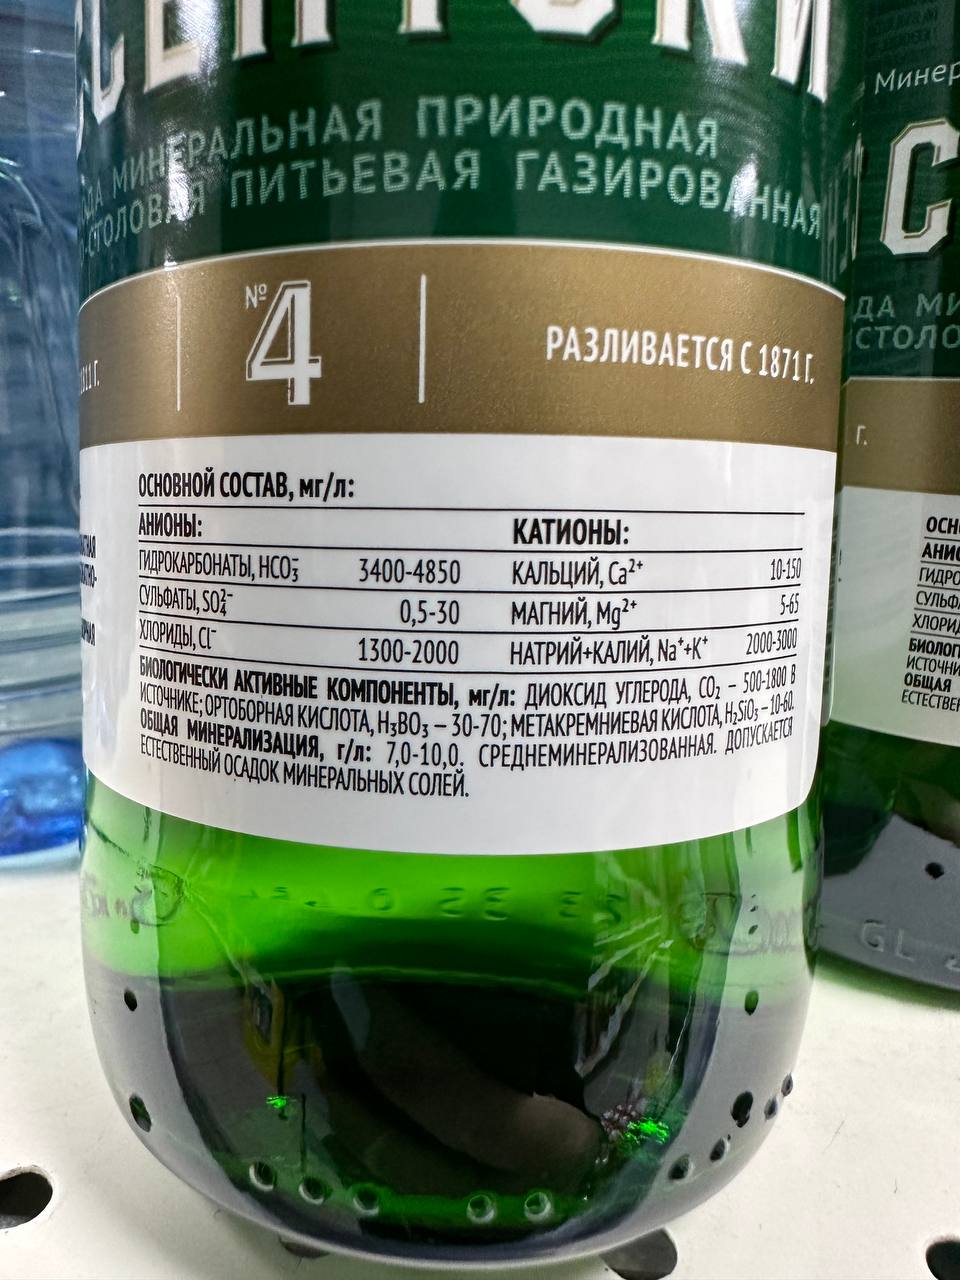 МИНЕРАЛЬНАЯ ПРИРОДНАЯ
СТОЛОВАЯ ПИТЬЕВАЯ ГАЗИРОВАННАЯ
№4
РАЗЛИВАЕТСЯ С 1871 Г.
ОСНОВНОЙ СОСТАВ, мг/л:
АНИОНЫ: КАТИОНЫ:
ГИДРОКАРБОНАТЫ, HCO₃⁻ 3400-4850 КАЛЬЦИЙ, Ca²⁺ 10-150
СУЛЬФАТЫ, SO₄²⁻ 0,5-30 МАГНИЙ, Mg²⁺ 5-65
ХЛОРИДЫ, Cl⁻ 1300-2000 НАТРИЙ+КАЛИЙ, Na⁺+K⁺ 2000-3000
БИОЛОГИЧЕСКИ АКТИВНЫЕ КОМПОНЕНТЫ, мг/л: ДИОКСИД УГЛЕРОДА, CO₂ – 500-1800 В
ИСТОЧНИКЕ; ОРТОБОРНАЯ КИСЛОТА, H₃BO₃ – 30-70; МЕТАКРЕМНИЕВАЯ КИСЛОТА, H₂SiO₃ – 10-60.
ОБЩАЯ МИНЕРАЛИЗАЦИЯ, г/л: 7,0-10,0. СРЕДНЕМИНЕРАЛИЗОВАННАЯ. ДОПУСКАЕТСЯ
ЕСТЕСТВЕННЫЙ ОСАДОК МИНЕРАЛЬНЫХ СОЛЕЙ.
GL